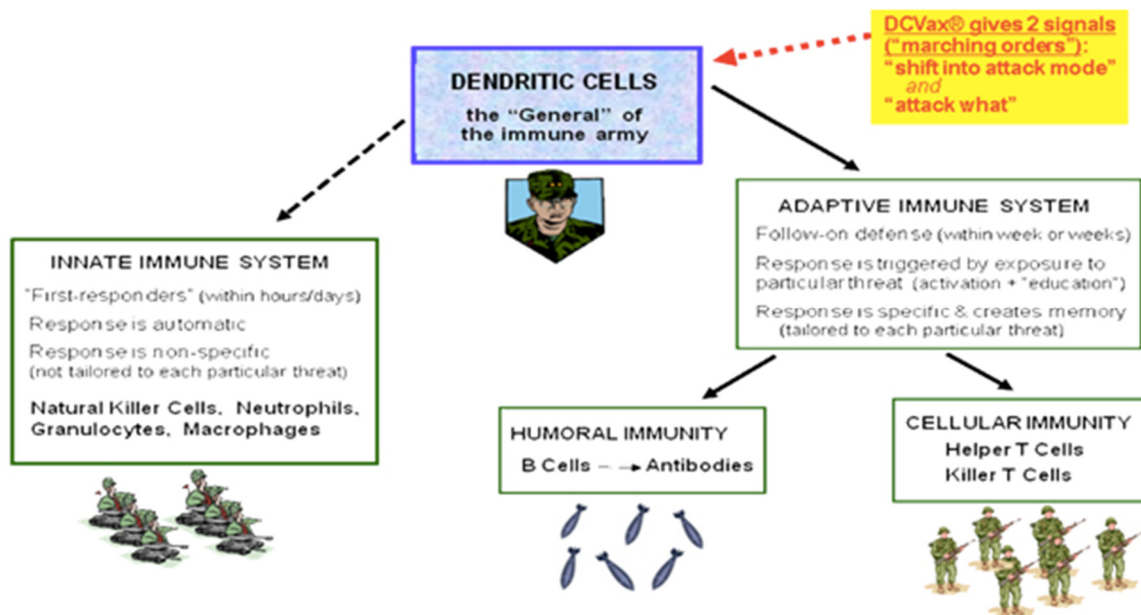 DCVax® gives 2 signals
("marching orders"):
"shift into attack mode"
and
"attack what"
DENDRITIC CELLS
the "General" of
the immune army
INNATE IMMUNE SYSTEM
"First-responders" (within hours/days)
Response is automatic
Response is non-specific
(not tailored to each particular threat)
Natural Killer Cells, Neutrophils,
Granulocytes, Macrophages
ADAPTIVE IMMUNE SYSTEM
Follow-on defense (within week or weeks)
Response is triggered by exposure to
particular threat (activation + "education")
Response is specific & creates memory
(tailored to each particular threat)
HUMORAL IMMUNITY
B Cells → Antibodies
CELLULAR IMMUNITY
Helper T Cells
Killer T Cells